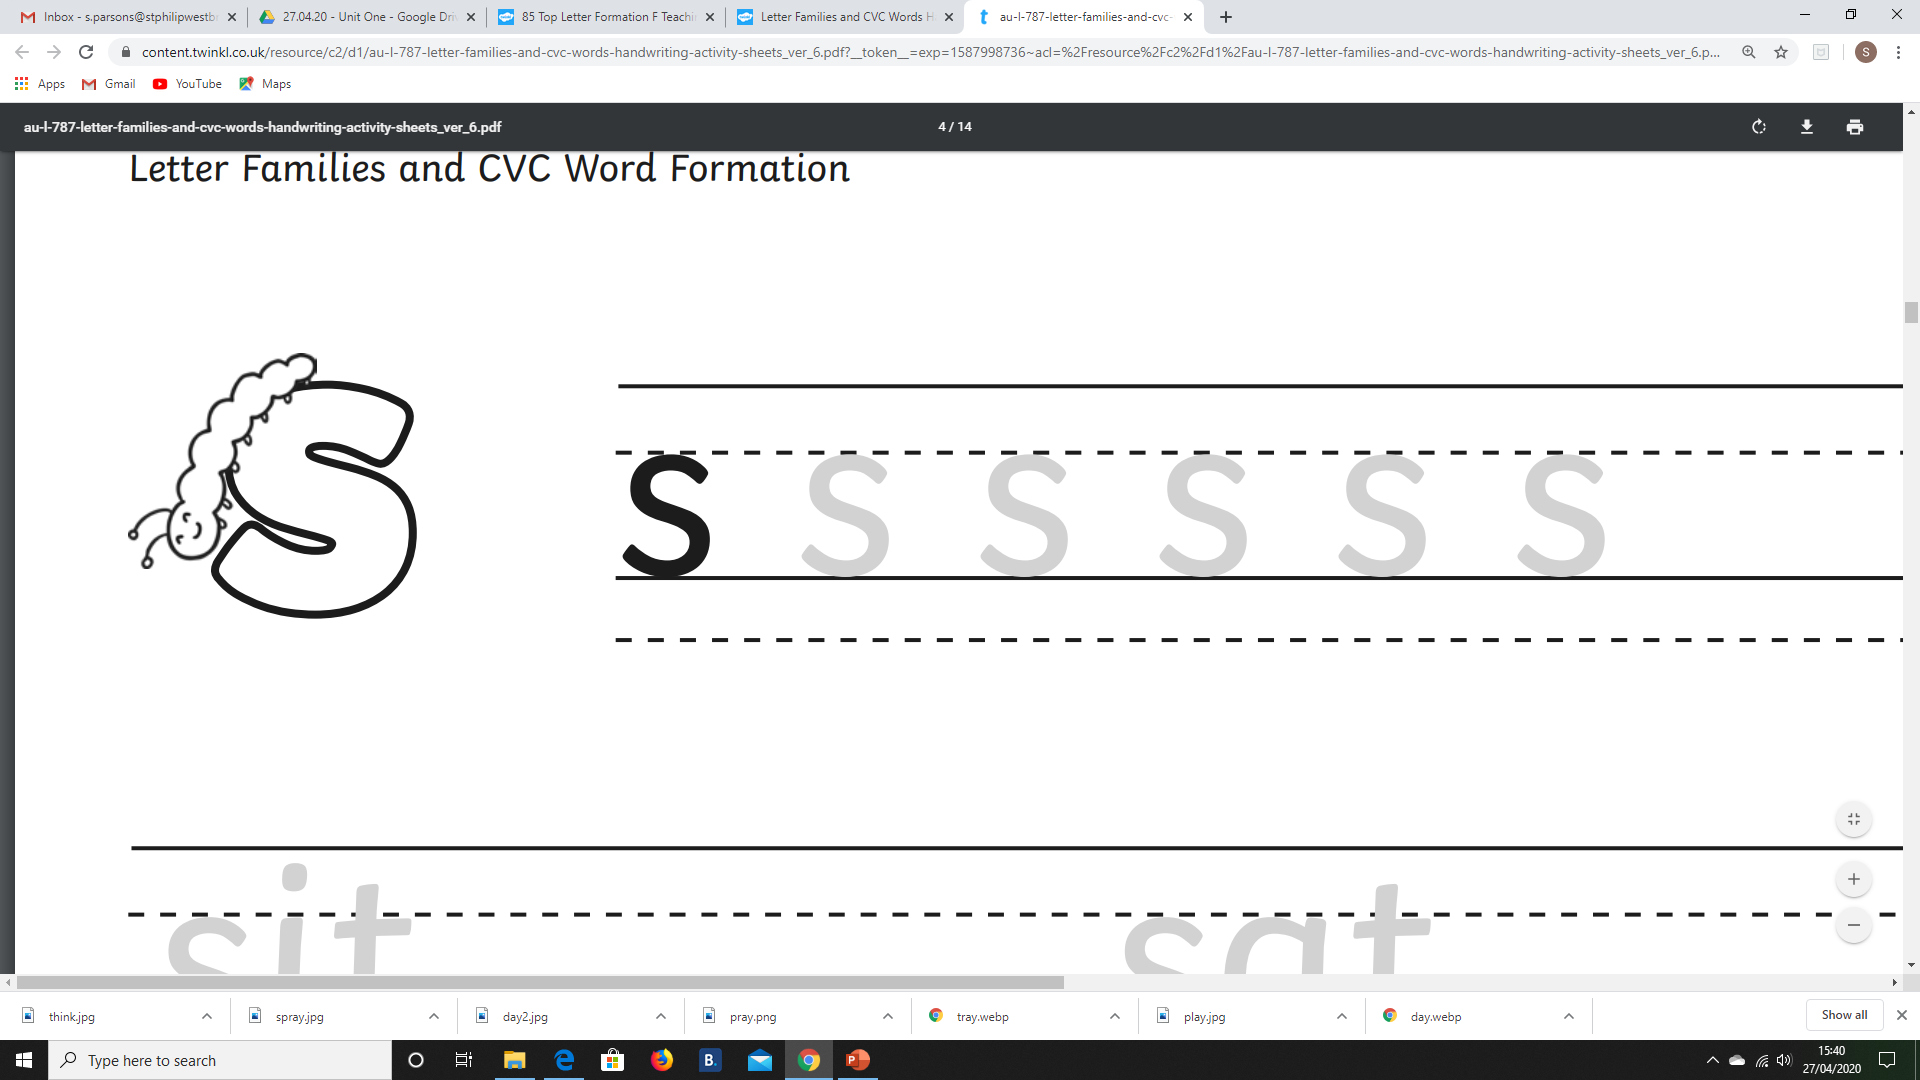 Inbox - s.parsons@stphilipwestbr
27.04.20 - Unit One - Google Dri
85 Top Letter Formation F Teachi
Letter Families and CVC Words H
au-l-787-letter-families-and-cvc-
content.twinkl.co.uk/resource/c2/d1/au-l-787-letter-families-and-cvc-words-handwriting-activity-sheets_ver_6.pdf?__token__=exp=1587998736~acl=%2Fresource%2Fc2%2Fd1%2Fau-l-787-letter-families-and-cvc-words-handwriting-activity-sheets_ver_6.p...
S
Apps Gmail YouTube Maps
au-l-787-letter-families-and-cvc-words-handwriting-activity-sheets_ver_6.pdf
4 / 14
Letter Families and CVC Word Formation
s
s s s s s s
sit sat
think.jpg spray.jpg day2.jpg pray.png tray.webp play.jpg day.webp Show all
Type here to search
B.
15:40
27/04/2020